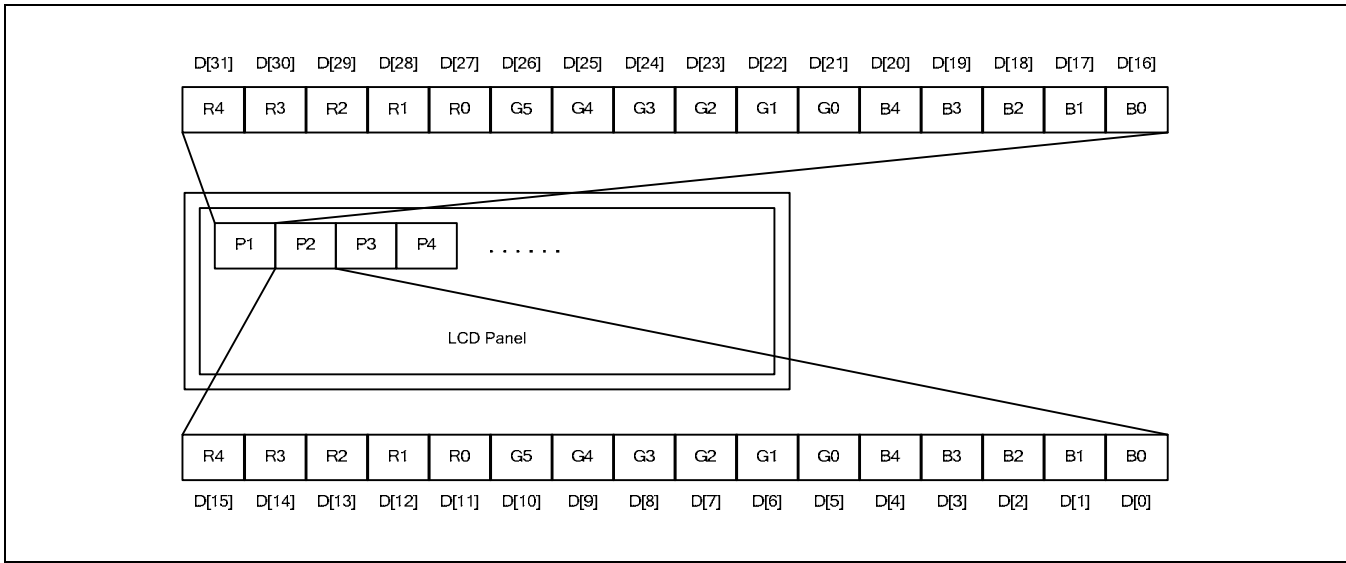 D[31] D[30] D[29] D[28] D[27] D[26] D[25] D[24] D[23] D[22] D[21] D[20] D[19] D[18] D[17] D[16]
R4 R3 R2 R1 R0 G5 G4 G3 G2 G1 G0 B4 B3 B2 B1 B0
P1 P2 P3 P4 . . . . . .
LCD Panel
R4 R3 R2 R1 R0 G5 G4 G3 G2 G1 G0 B4 B3 B2 B1 B0
D[15] D[14] D[13] D[12] D[11] D[10] D[9] D[8] D[7] D[6] D[5] D[4] D[3] D[2] D[1] D[0]